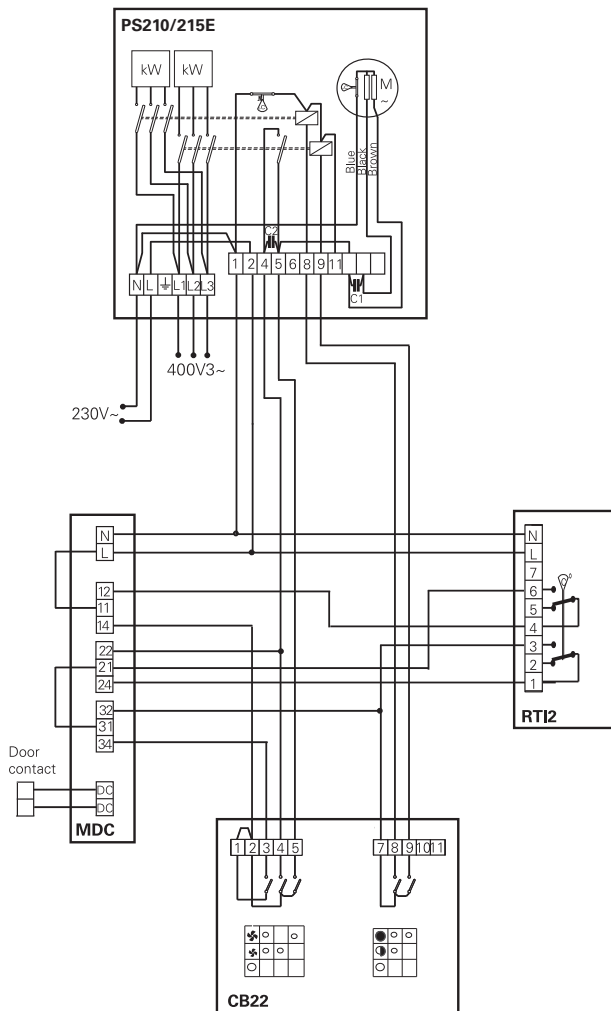 PS210/215E
kW kW
M
~
Blue
Black
Brown
C2
1 2 4 5 6 8 9 11
C1
N L L1 L2 L3
400V3~
230V~
N
L
12
11
14
22
21
24
32
31
34
DC
DC
MDC
Door
contact
N
L
7
6
5
4
3
2
1
RTI2
1 2 3 4 5
7 8 9 10 11
CB22